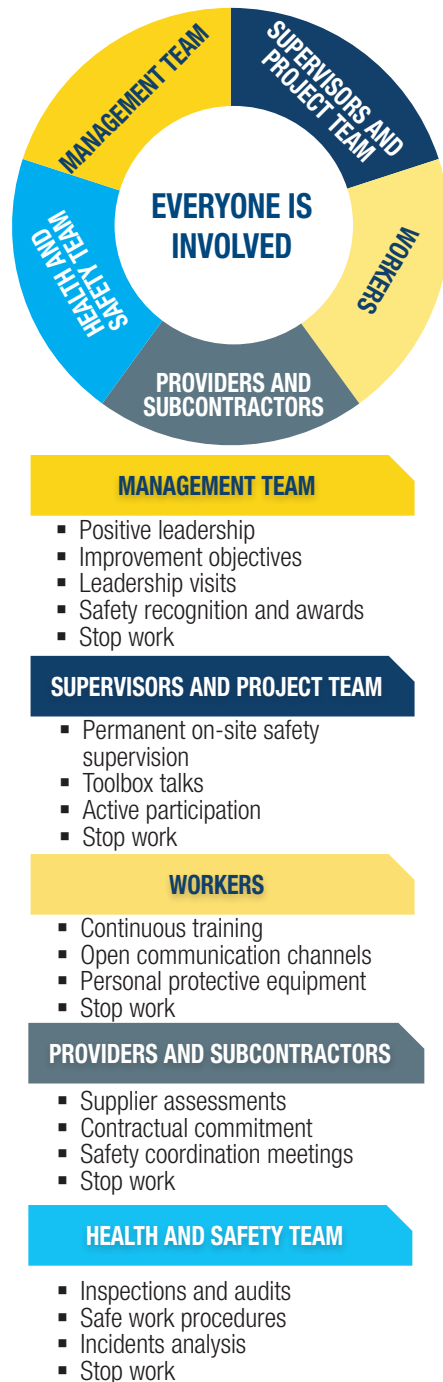 MANAGEMENT TEAM
SUPERVISORS AND
PROJECT TEAM
WORKERS
PROVIDERS AND
SUBCONTRACTORS
HEALTH AND
SAFETY TEAM
EVERYONE IS
INVOLVED
MANAGEMENT TEAM
▪ Positive leadership
▪ Improvement objectives
▪ Leadership visits
▪ Safety recognition and awards
▪ Stop work
SUPERVISORS AND PROJECT TEAM
▪ Permanent on-site safety
supervision
▪ Toolbox talks
▪ Active participation
▪ Stop work
WORKERS
▪ Continuous training
▪ Open communication channels
▪ Personal protective equipment
▪ Stop work
PROVIDERS AND SUBCONTRACTORS
▪ Supplier assessments
▪ Contractual commitment
▪ Safety coordination meetings
▪ Stop work
HEALTH AND SAFETY TEAM
▪ Inspections and audits
▪ Safe work procedures
▪ Incidents analysis
▪ Stop work